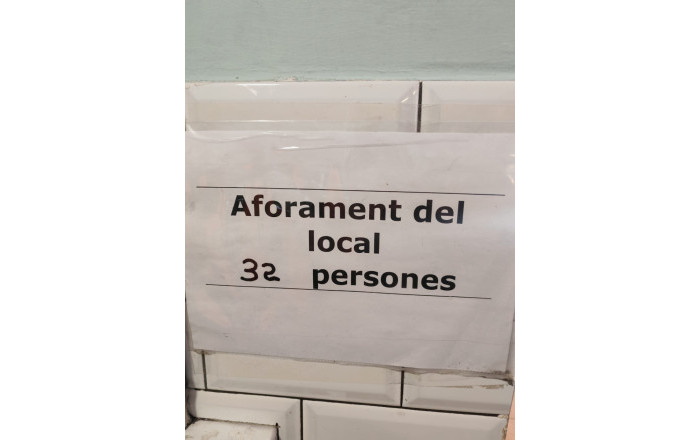 Aforament del
local
32 persones